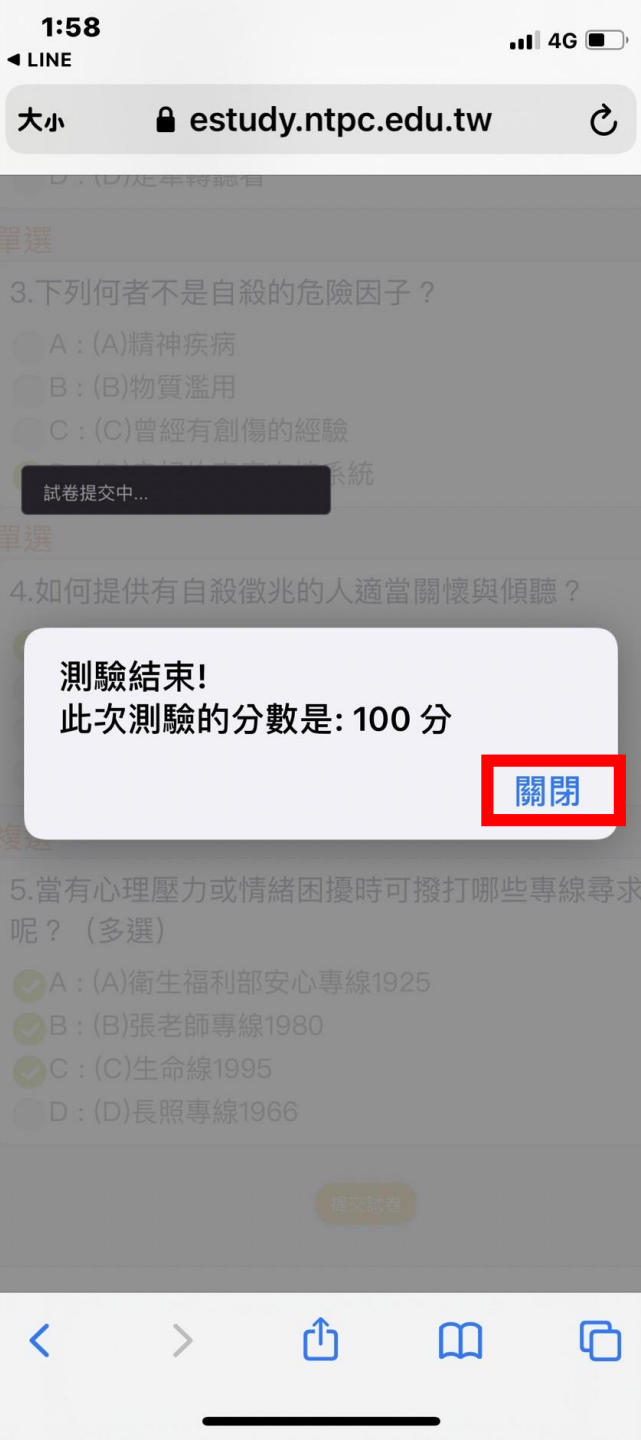 1:58
4G
◀ LINE
大小
estudy.ntpc.edu.tw
單選
3.下列何者不是自殺的危險因子？
A：(A)精神疾病
B：(B)物質濫用
C：(C)曾經有創傷的經驗
系統
試卷提交中...
單選
4.如何提供有自殺徵兆的人適當關懷與傾聽？
測驗結束!
此次測驗的分數是: 100 分
關閉
複選
5.當有心理壓力或情緒困擾時可撥打哪些專線尋求
呢？（多選）
A：(A)衛生福利部安心專線1925
B：(B)張老師專線1980
C：(C)生命線1995
D：(D)長照專線1966
提交試卷